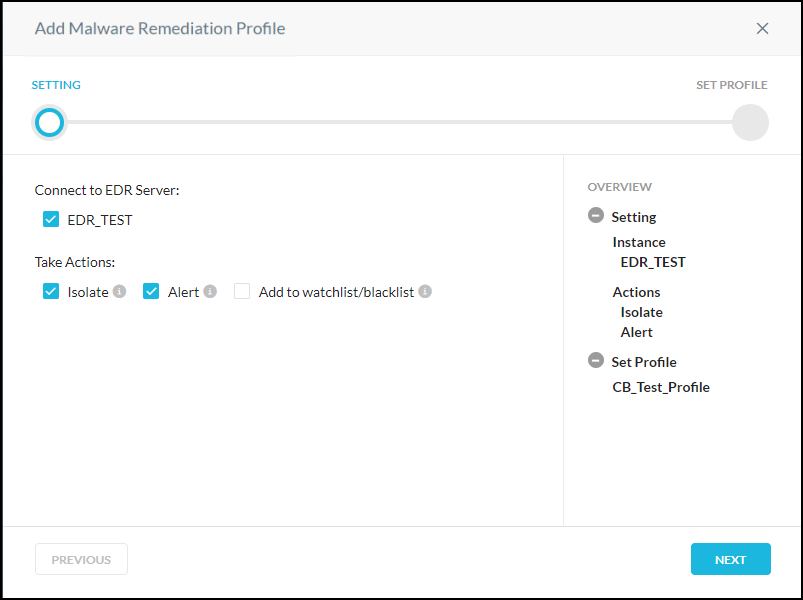 Add Malware Remediation Profile
SETTING
SET PROFILE
Connect to EDR Server:
EDR_TEST
Take Actions:
Isolate Alert Add to watchlist/blacklist
OVERVIEW
Setting
Instance
EDR_TEST
Actions
Isolate
Alert
Set Profile
CB_Test_Profile
PREVIOUS
NEXT